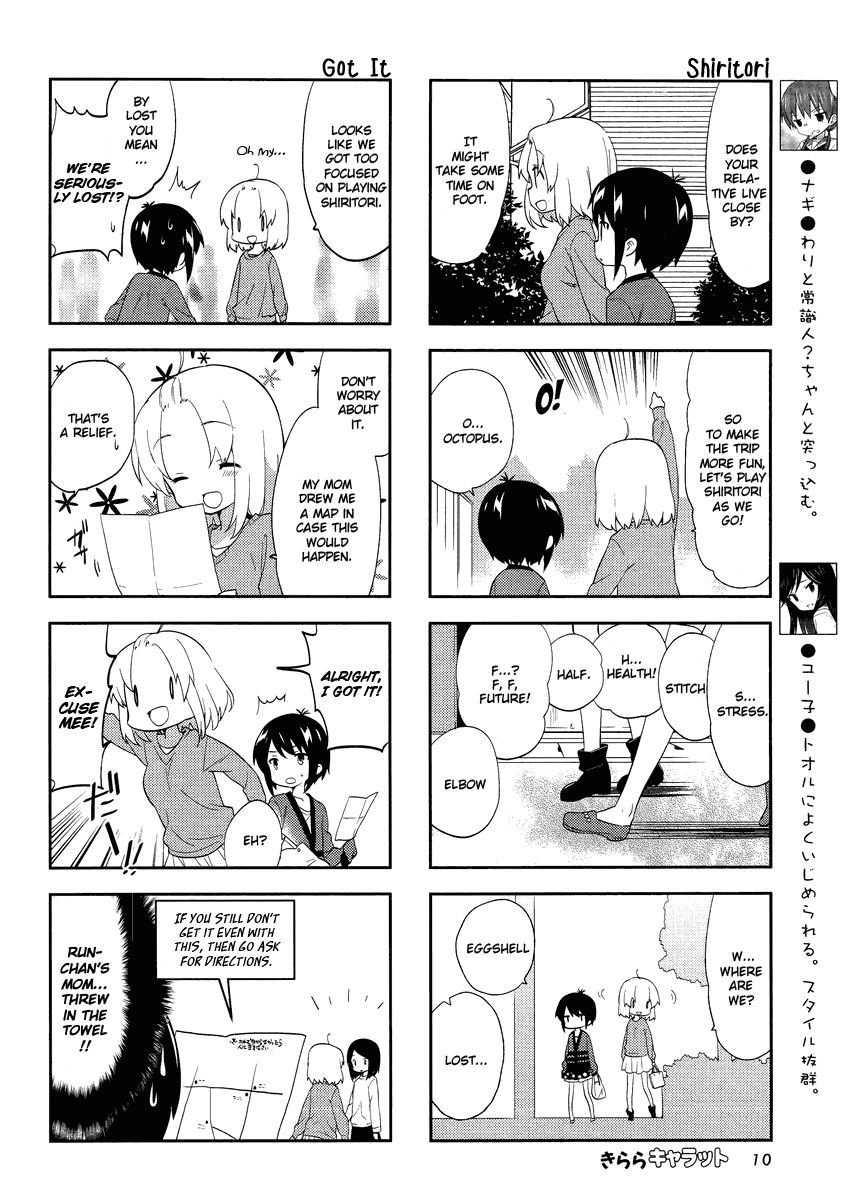 Shiritori
DOES
YOUR
RELA-
TIVE LIVE
CLOSE
BY?
IT
MIGHT
TAKE SOME
TIME ON
FOOT.
SO
TO MAKE
THE TRIP
MORE FUN,
LET'S PLAY
SHIRITORI
AS WE
GO!
O!
O...
OCTOPUS.
S...
STRESS.
STITCH
H...
HEALTH!
HALF.
F...?
F, F,
FUTURE!
ELBOW
W...
WHERE
ARE
WE?
EGGSHELL
LOST...
Got It
LOOKS
LIKE WE
GOT TOO
FOCUSED
ON PLAYING
SHIRITORI.
Oh my...
BY
LOST
YOU
MEAN
...
WE'RE
SERIOUS-
LY LOST!?
DON'T
WORRY
ABOUT
IT.
MY MOM
DREW ME
A MAP IN
CASE THIS
WOULD
HAPPEN.
THAT'S
A RELIEF.
ALRIGHT,
I GOT IT!
EX-
CUSE
MEE!
EH?
IF YOU STILL DON'T
GET IT EVEN WITH
THIS, THEN GO ASK
FOR DIRECTIONS.
RUN-
CHAN'S
MOM...
THREW
IN THE
TOWEL
!!
●ナギ●わりと常識人?ちゃんと突っ込む。
●ユー子●トオルによくいじめられる。スタイル抜群。
きららキャラット 10